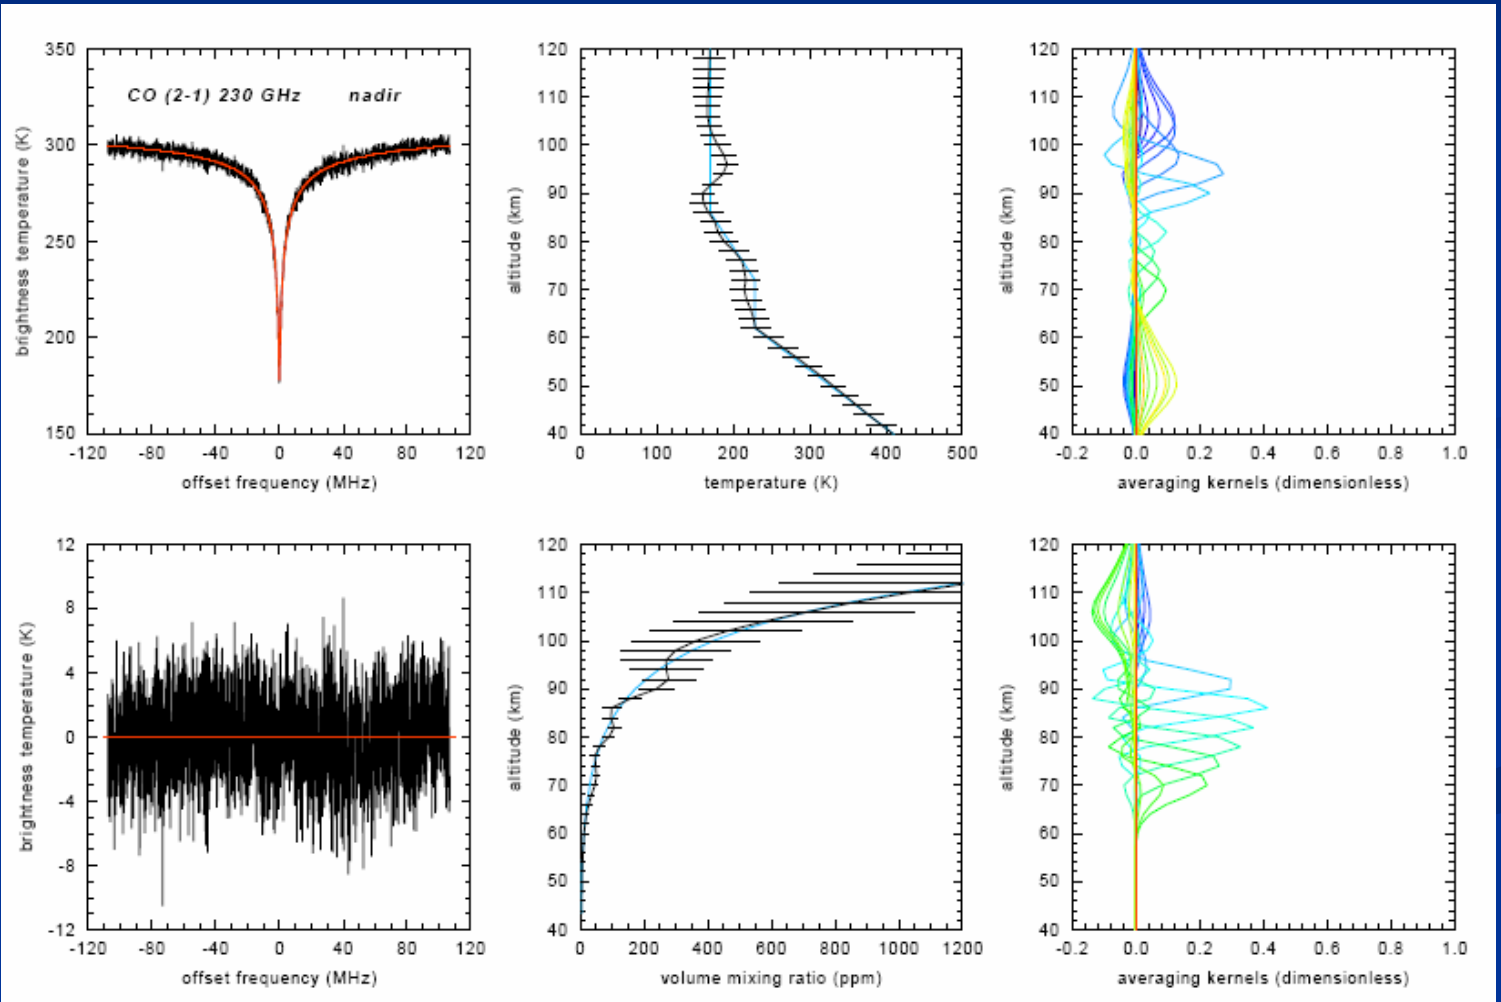 350
300
250
200
150
brightness temperature (K)
CO (2-1) 230 GHz nadir
-120 -80 -40 0 40 80 120
offset frequency (MHz)
120
110
100
90
80
70
60
50
40
altitude (km)
0 100 200 300 400 500
temperature (K)
120
110
100
90
80
70
60
50
40
altitude (km)
-0.2 0.0 0.2 0.4 0.6 0.8 1.0
averaging kernels (dimensionless)
12
8
4
0
-4
-8
-12
brightness temperature (K)
-120 -80 -40 0 40 80 120
offset frequency (MHz)
120
110
100
90
80
70
60
50
40
altitude (km)
0 200 400 600 800 1000 1200
volume mixing ratio (ppm)
120
110
100
90
80
70
60
50
40
altitude (km)
-0.2 0.0 0.2 0.4 0.6 0.8 1.0
averaging kernels (dimensionless)